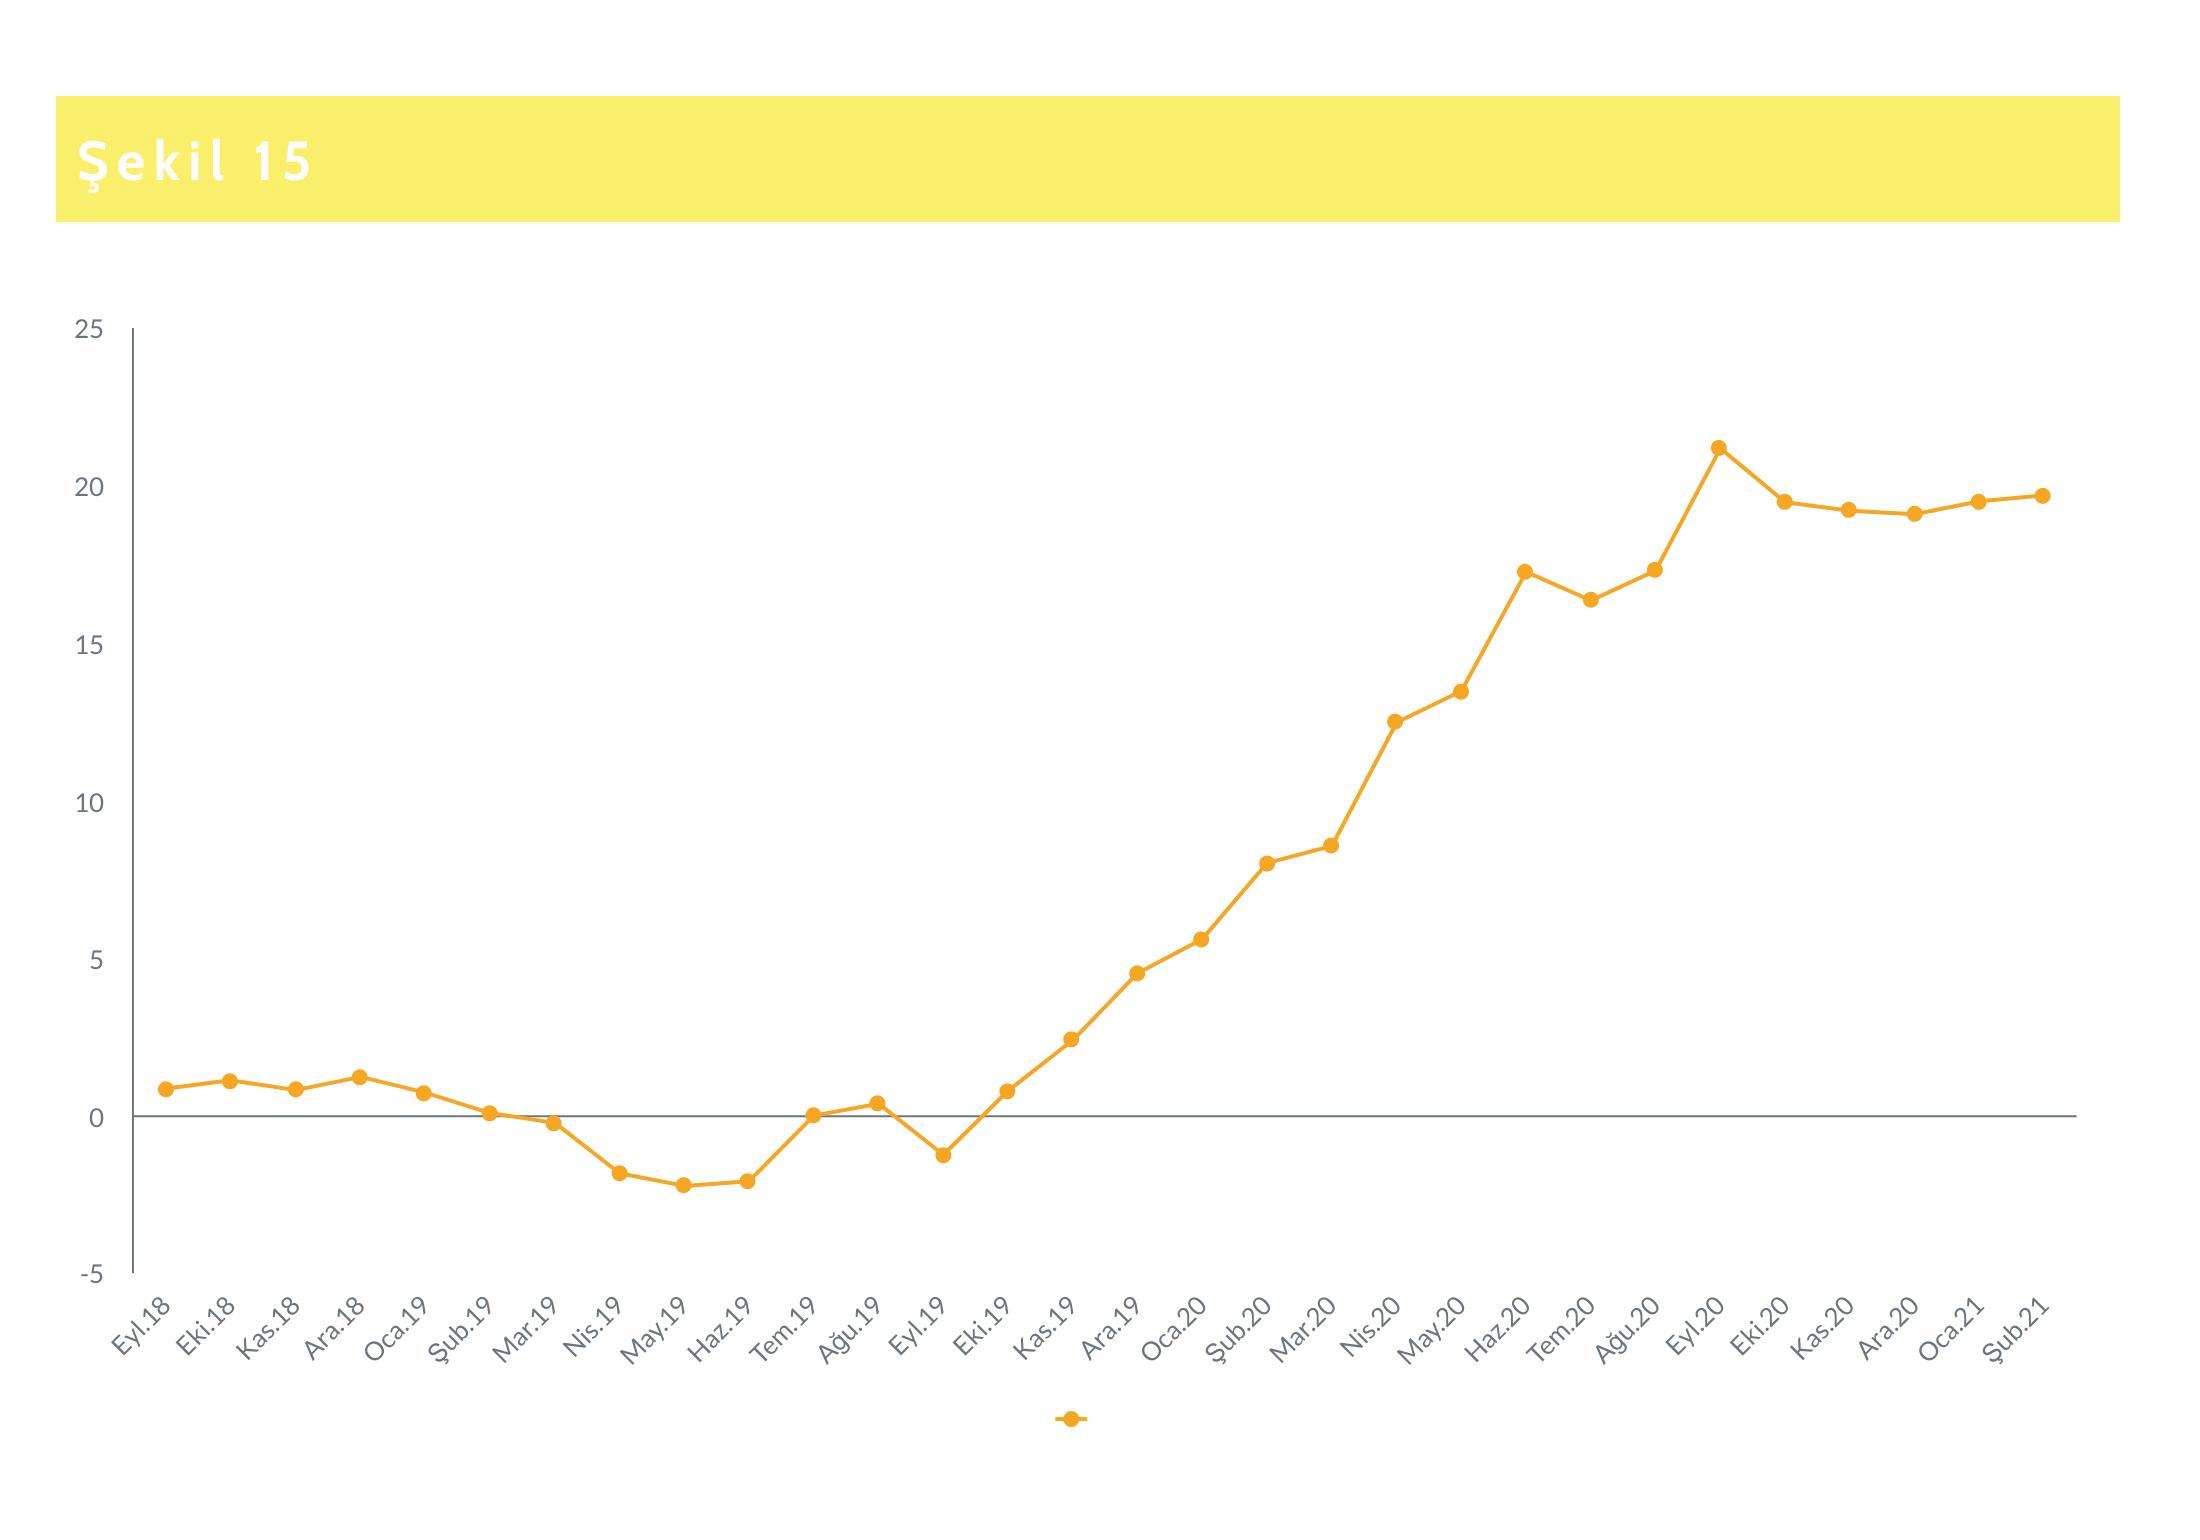 Şekil 15
25
20
15
10
5
0
-5
Eyl.18
Eki.18
Kas.18
Ara.18
Oca.19
Şub.19
Mar.19
Nis.19
May.19
Haz.19
Tem.19
Ağu.19
Eyl.19
Eki.19
Kas.19
Ara.19
Oca.20
Şub.20
Mar.20
Nis.20
May.20
Haz.20
Tem.20
Ağu.20
Eyl.20
Eki.20
Kas.20
Ara.20
Oca.21
Şub.21